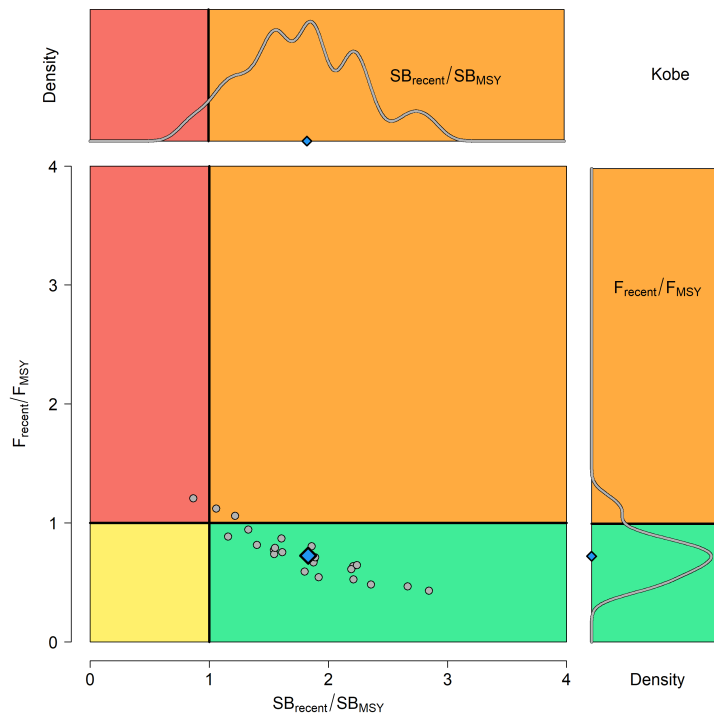 Density
SBrecent/SBMSY
Kobe
4
3
2
1
0
Frecent/FMSY
Frecent/FMSY
0
1
2
3
4
SBrecent/SBMSY
Density